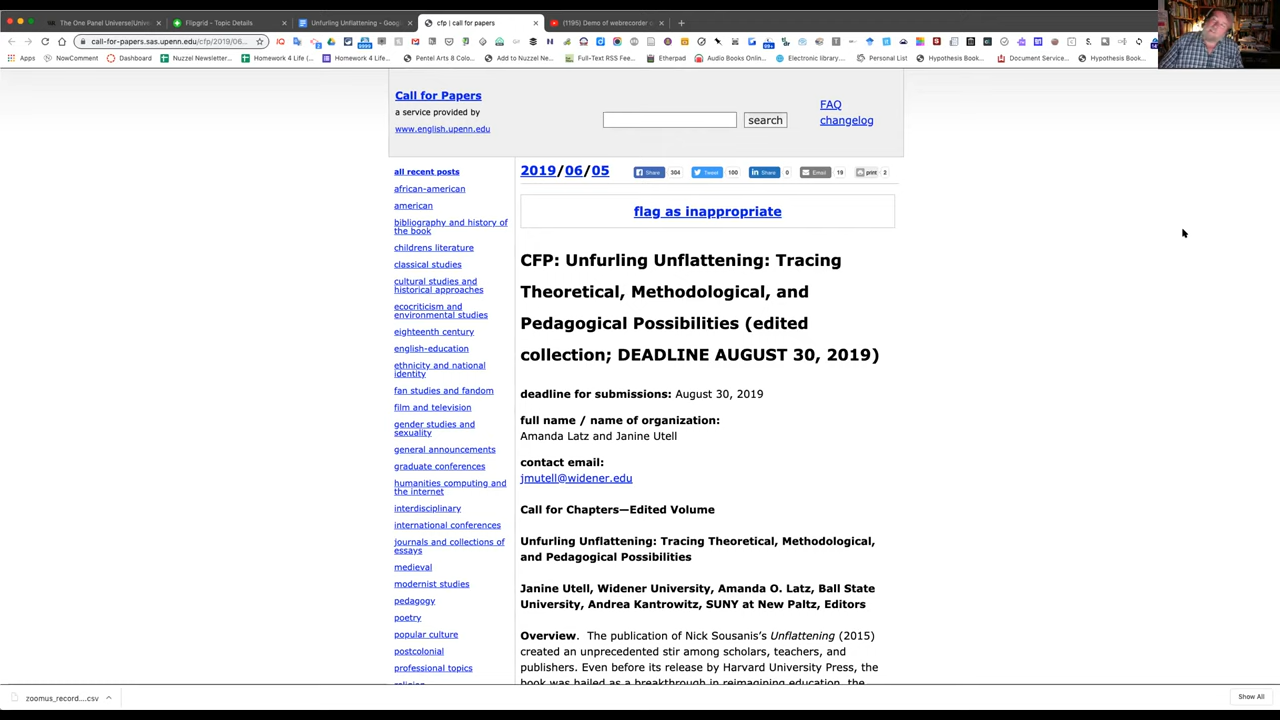 The One Panel Universe/Unive
Flipgrid - Topic Details
Unfurling Unflattening - Goog
cfp | call for papers
(1195) Demo of webrecorder o
call-for-papers.sas.upenn.edu/cfp/2019/06...
Apps
NowComment
Dashboard
Nuzzel Newsletter...
Homework 4 Life (...
Homework 4 Life...
Pentel Arts 8 Colo...
Add to Nuzzel Ne...
Full-Text RSS Fee...
Etherpad
Audio Books Onlin...
Electronic library....
Personal List
Hypothesis Book...
Document Service...
Hypothesis Book...
Call for Papers
a service provided by
www.english.upenn.edu
search
FAQ
changelog
all recent posts
african-american
american
bibliography and history of
the book
childrens literature
classical studies
cultural studies and
historical approaches
ecocriticism and
environmental studies
eighteenth century
english-education
ethnicity and national
identity
fan studies and fandom
film and television
gender studies and
sexuality
general announcements
graduate conferences
humanities computing and
the internet
interdisciplinary
international conferences
journals and collections of
essays
medieval
modernist studies
pedagogy
poetry
popular culture
postcolonial
professional topics
religion
2019/06/05
Share 304
Tweet 100
Share 0
Email 19
print 2
flag as inappropriate
CFP: Unfurling Unflattening: Tracing
Theoretical, Methodological, and
Pedagogical Possibilities (edited
collection; DEADLINE AUGUST 30, 2019)
deadline for submissions: August 30, 2019
full name / name of organization:
Amanda Latz and Janine Utell
contact email:
jmutell@widener.edu
Call for Chapters—Edited Volume
Unfurling Unflattening: Tracing Theoretical, Methodological,
and Pedagogical Possibilities
Janine Utell, Widener University, Amanda O. Latz, Ball State
University, Andrea Kantrowitz, SUNY at New Paltz, Editors
Overview. The publication of Nick Sousanis's Unflattening (2015)
created an unprecedented stir among scholars, teachers, and
publishers. Even before its release by Harvard University Press, the
book was hailed as a breakthrough in reimagining education, the
zoomus_record....csv
Show All